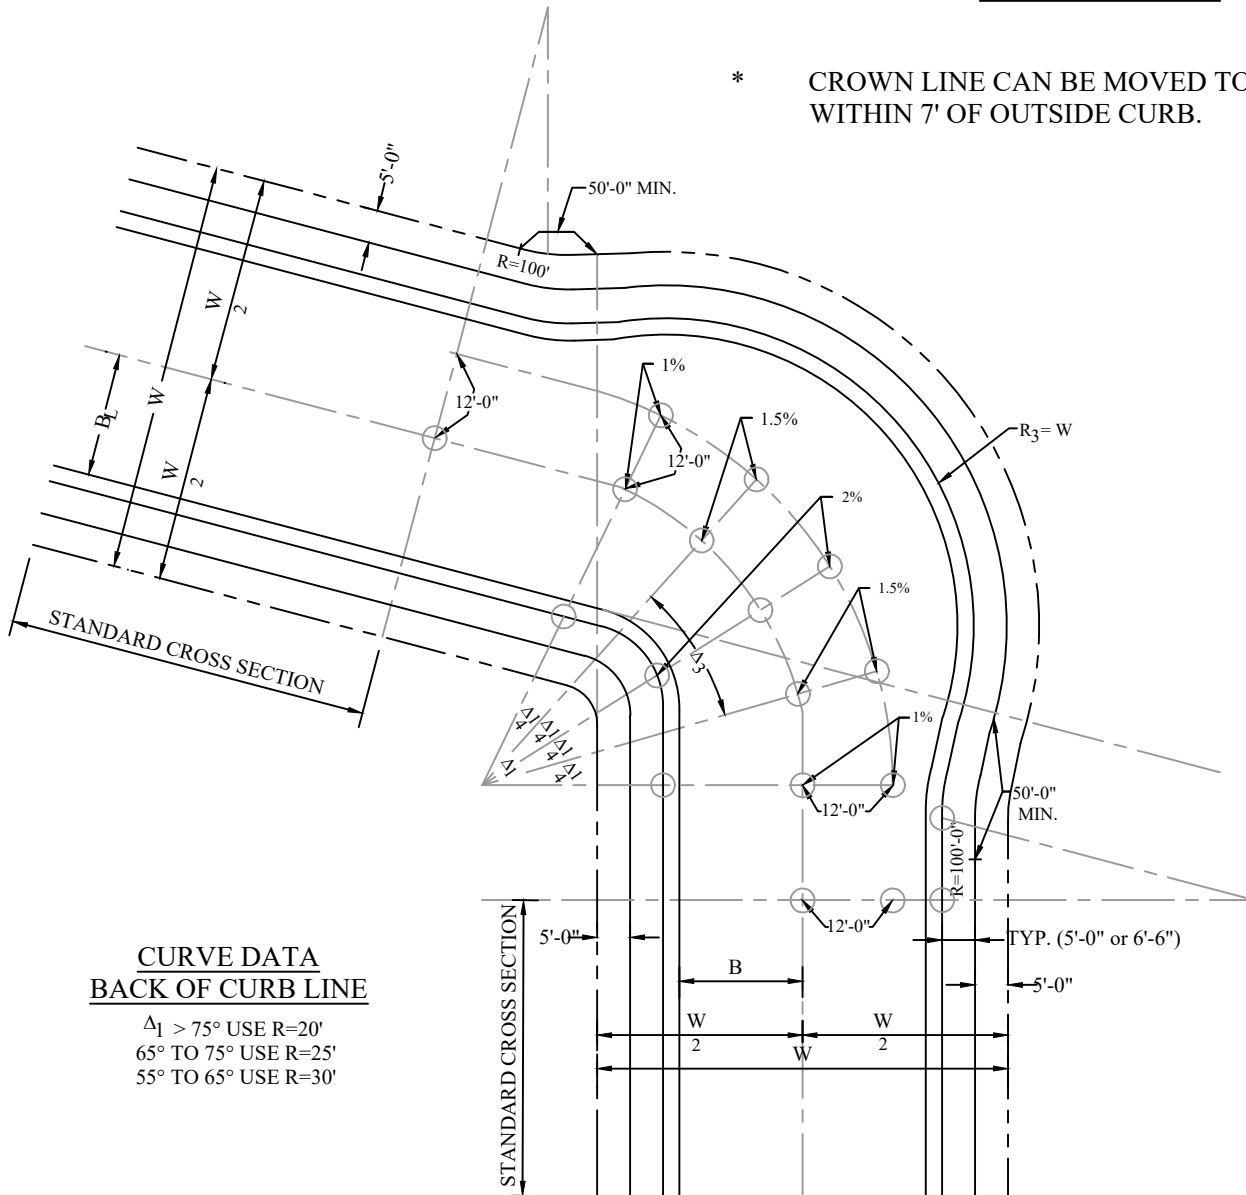 * CROWN LINE CAN BE MOVED TO
WITHIN 7' OF OUTSIDE CURB.
5'-0"
50'-0" MIN.
R=100'
W
2
W
BL
W
2
12'-0"
1%
12'-0"
1.5%
2%
R3= W
1.5%
Δ3
STANDARD CROSS SECTION
Δ1
4
Δ1
4
Δ1
4
Δ1
4
Δ1
1%
12'-0"
50'-0"
MIN.
R=100'-0"
12'-0"
5'-0"
TYP. (5'-0" or 6'-6")
B
5'-0"
W
2
W
2
W
STANDARD CROSS SECTION
CURVE DATA
BACK OF CURB LINE
Δ1 > 75° USE R=20'
65° TO 75° USE R=25'
55° TO 65° USE R=30'